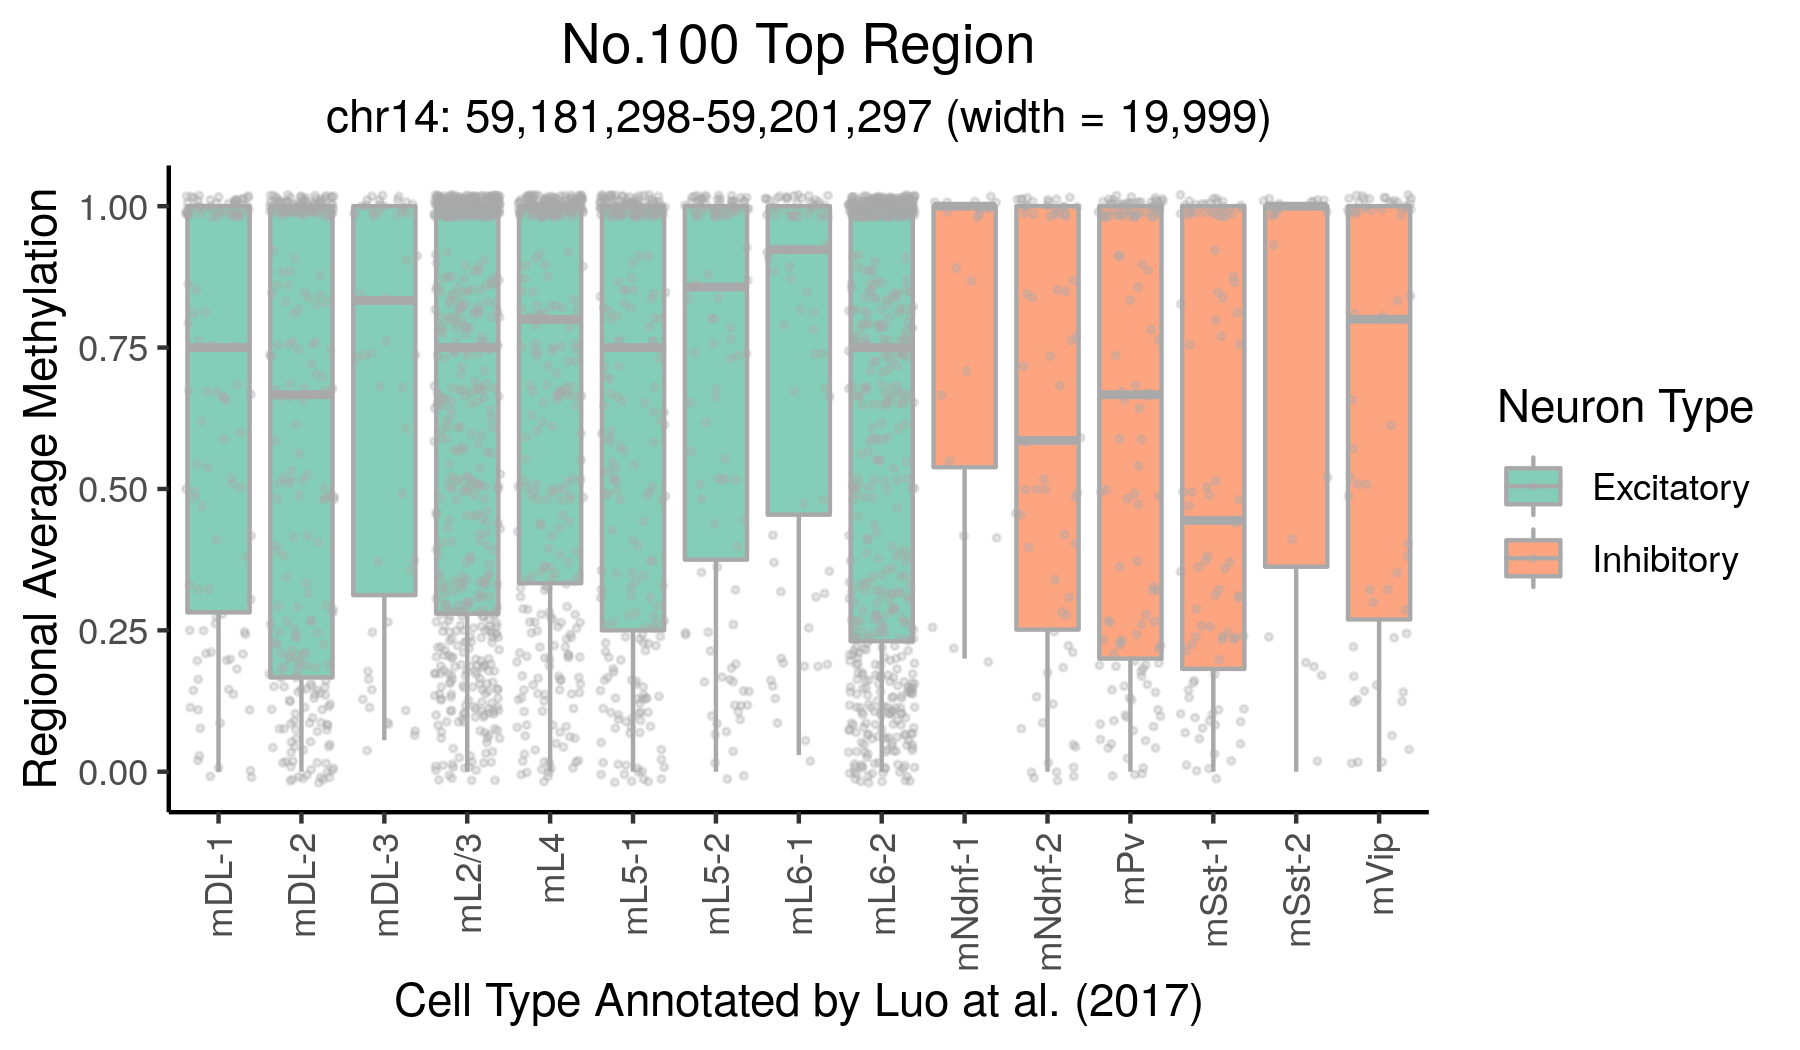 No.100 Top Region
chr14: 59,181,298-59,201,297 (width = 19,999)
Regional Average Methylation
1.00
0.75
0.50
0.25
0.00
mDL-1
mDL-2
mDL-3
mL2/3
mL4
mL5-1
mL5-2
mL6-1
mL6-2
mNdnf-1
mNdnf-2
mPv
mSst-1
mSst-2
mVip
Cell Type Annotated by Luo at al. (2017)
Neuron Type
Excitatory
Inhibitory